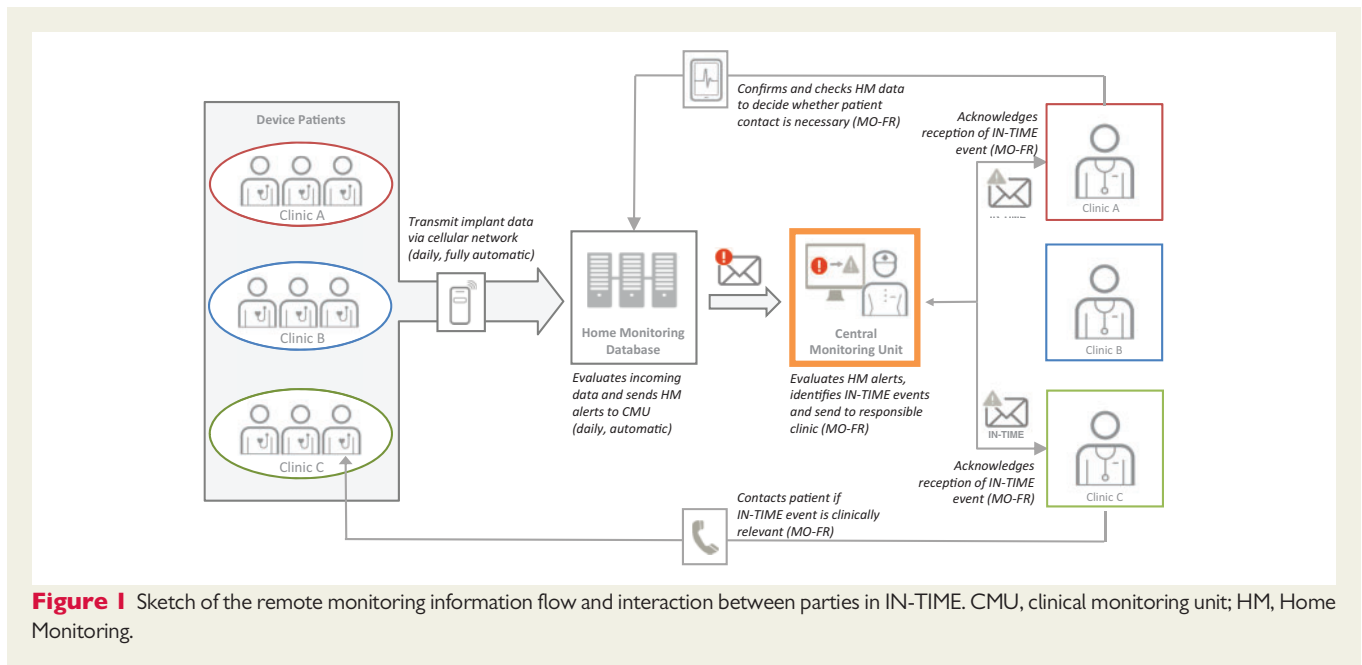 Device Patients
Clinic A
Clinic B
Clinic C
Transmit implant data
via cellular network
(daily, fully automatic)
Home Monitoring
Database
Evaluates incoming
data and sends HM
alerts to CMU
(daily, automatic)
Confirms and checks HM data
to decide whether patient
contact is necessary (MO-FR)
Central
Monitoring Unit
Evaluates HM alerts,
identifies IN-TIME events
and send to responsible
clinic (MO-FR)
Acknowledges
reception of IN-TIME
event (MO-FR)
Clinic A
Clinic B
IN-TIME
Clinic C
Acknowledges
reception of IN-TIME
event (MO-FR)
Contacts patient if
IN-TIME event is clinically
relevant (MO-FR)
Figure 1 Sketch of the remote monitoring information flow and interaction between parties in IN-TIME. CMU, clinical monitoring unit; HM, Home
Monitoring.